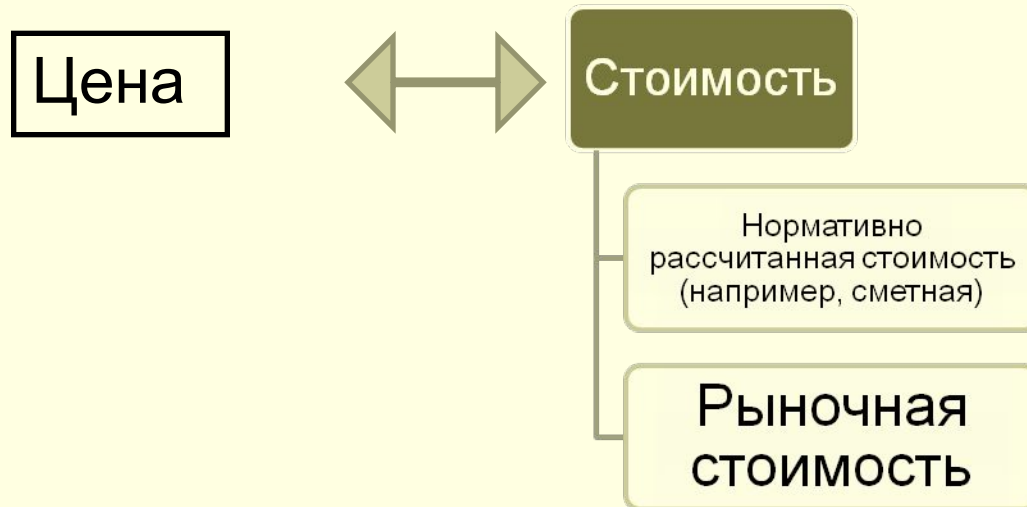 Цена
Стоимость
Нормативно
рассчитанная стоимость
(например, сметная)
Рыночная
стоимость